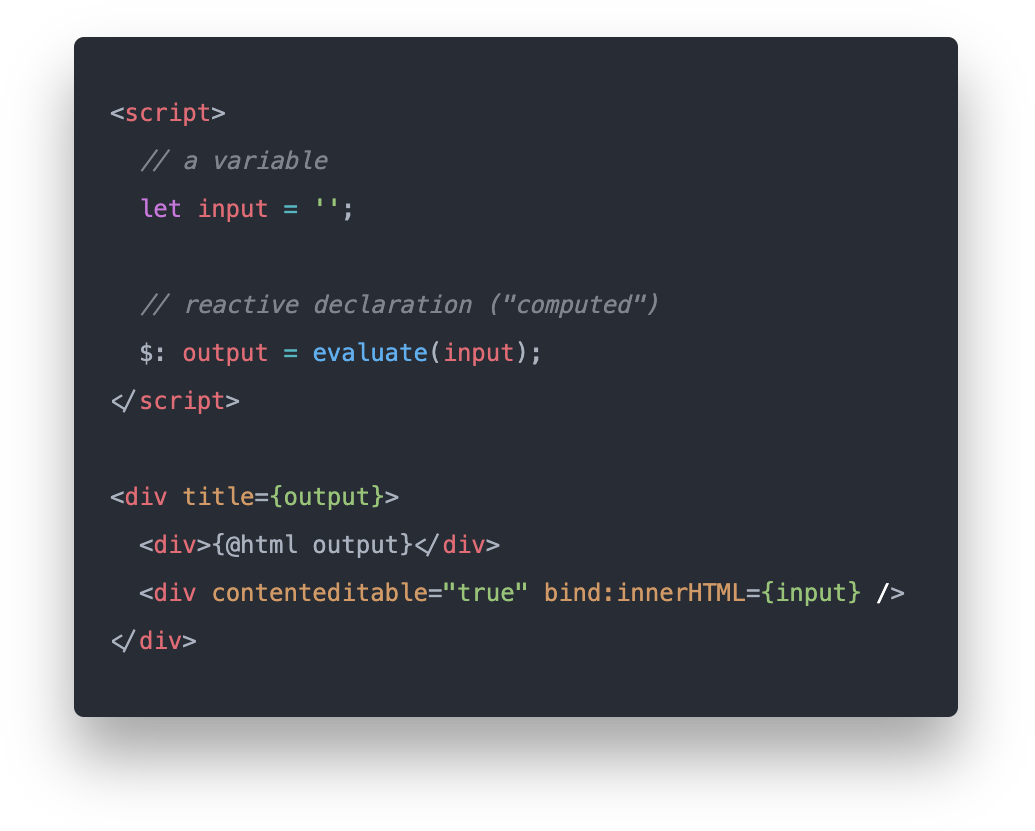 <script>
// a variable
let input = '';
// reactive declaration ("computed")
$: output = evaluate(input);
</script>
<div title={output}>
<div>{@html output}</div>
<div contenteditable="true" bind:innerHTML={input} />
</div>